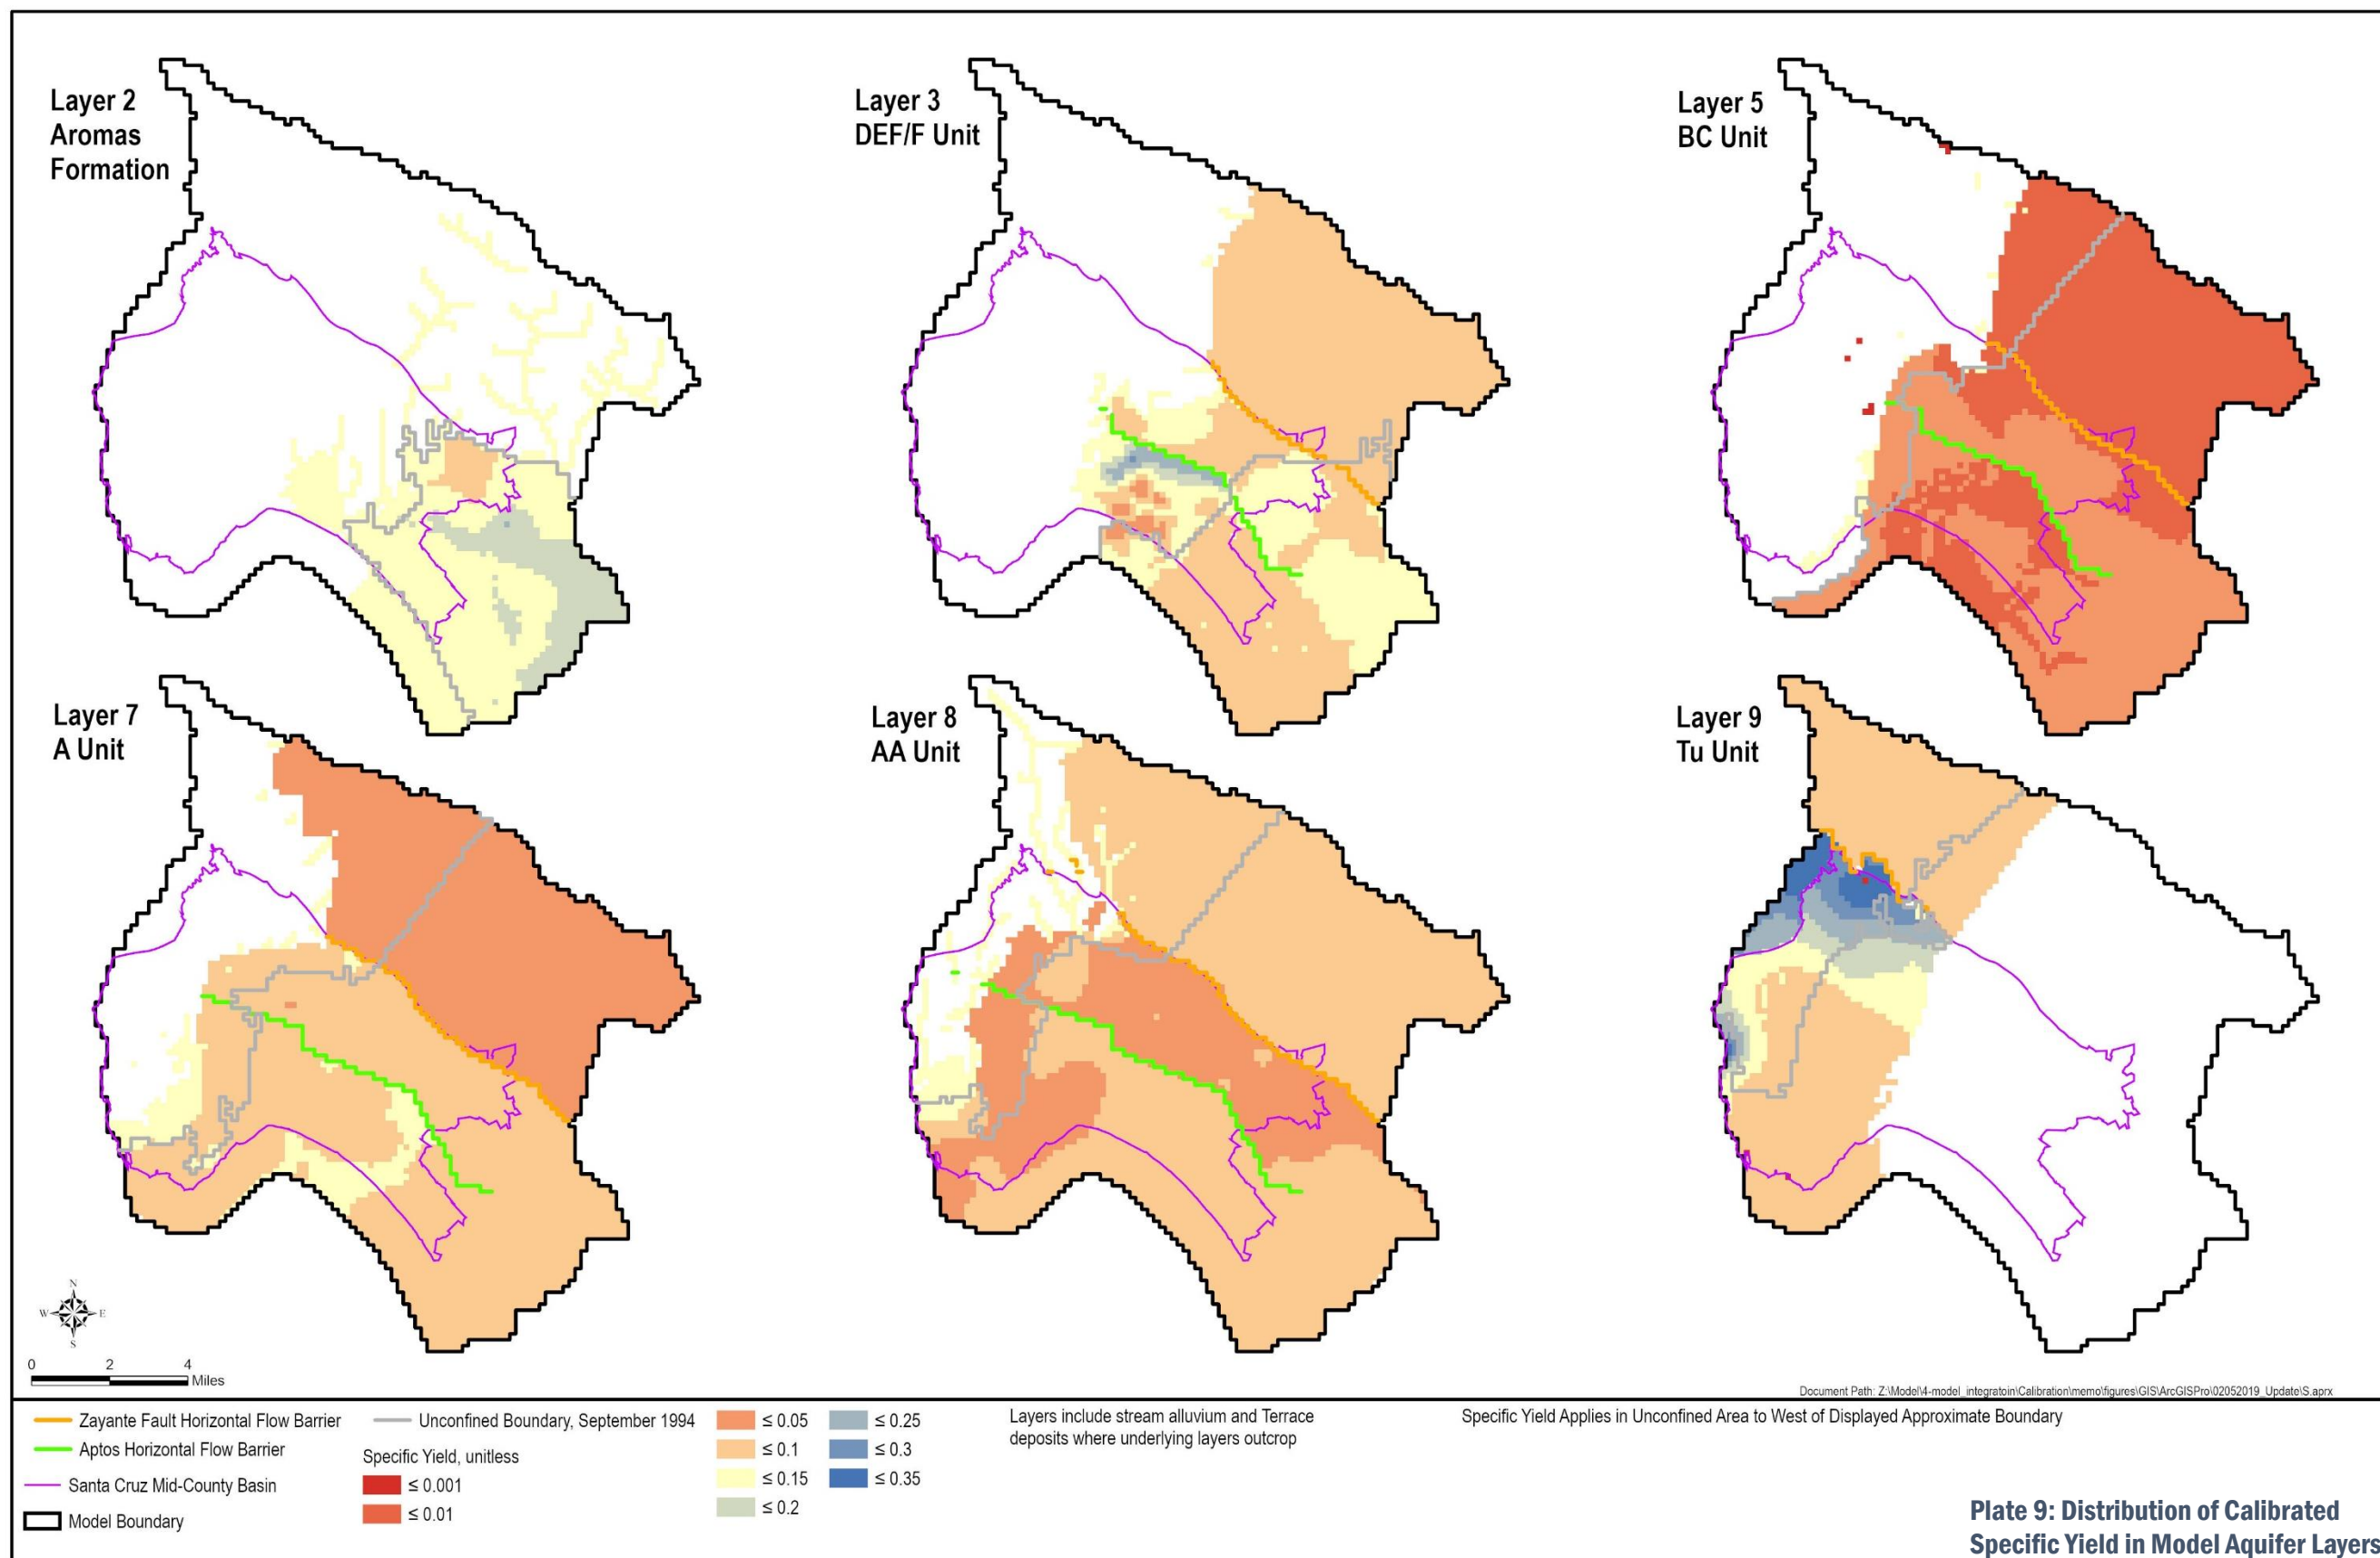 Layer 2
Aromas
Formation
Layer 3
DEF/F Unit
Layer 5
BC Unit
Layer 7
A Unit
Layer 8
AA Unit
Layer 9
Tu Unit
N
W E
S
0 2 4
Miles
Document Path: Z:\Model\4-model_integratoin\Calibration\memo\figures\GIS\ArcGISPro\02052019_Update\S.aprx
Zayante Fault Horizontal Flow Barrier
Aptos Horizontal Flow Barrier
Santa Cruz Mid-County Basin
Model Boundary
Unconfined Boundary, September 1994
Specific Yield, unitless
≤ 0.001
≤ 0.01
≤ 0.05
≤ 0.1
≤ 0.15
≤ 0.2
≤ 0.25
≤ 0.3
≤ 0.35
Layers include stream alluvium and Terrace
deposits where underlying layers outcrop
Specific Yield Applies in Unconfined Area to West of Displayed Approximate Boundary
Plate 9: Distribution of Calibrated
Specific Yield in Model Aquifer Layers